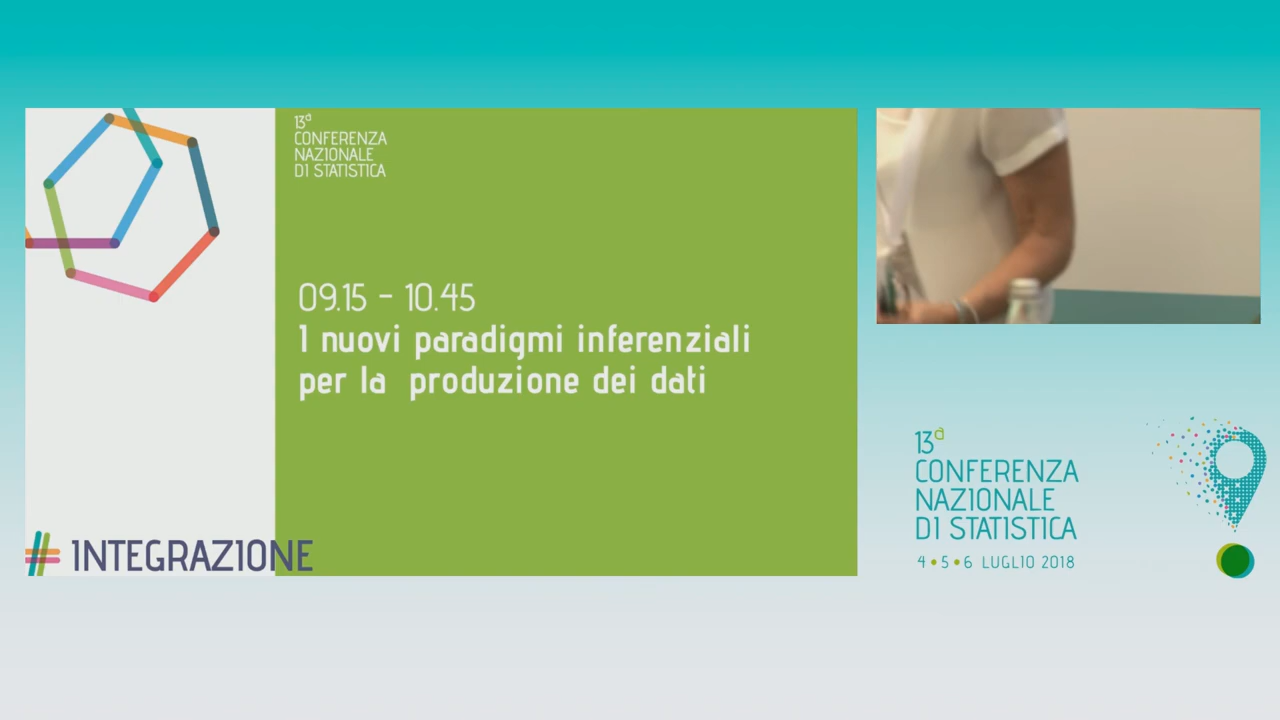 13ª
CONFERENZA
NAZIONALE
DI STATISTICA
09.15 – 10.45
I nuovi paradigmi inferenziali
per la produzione dei dati
# INTEGRAZIONE
13ª
CONFERENZA
NAZIONALE
DI STATISTICA
4 • 5 • 6 LUGLIO 2018